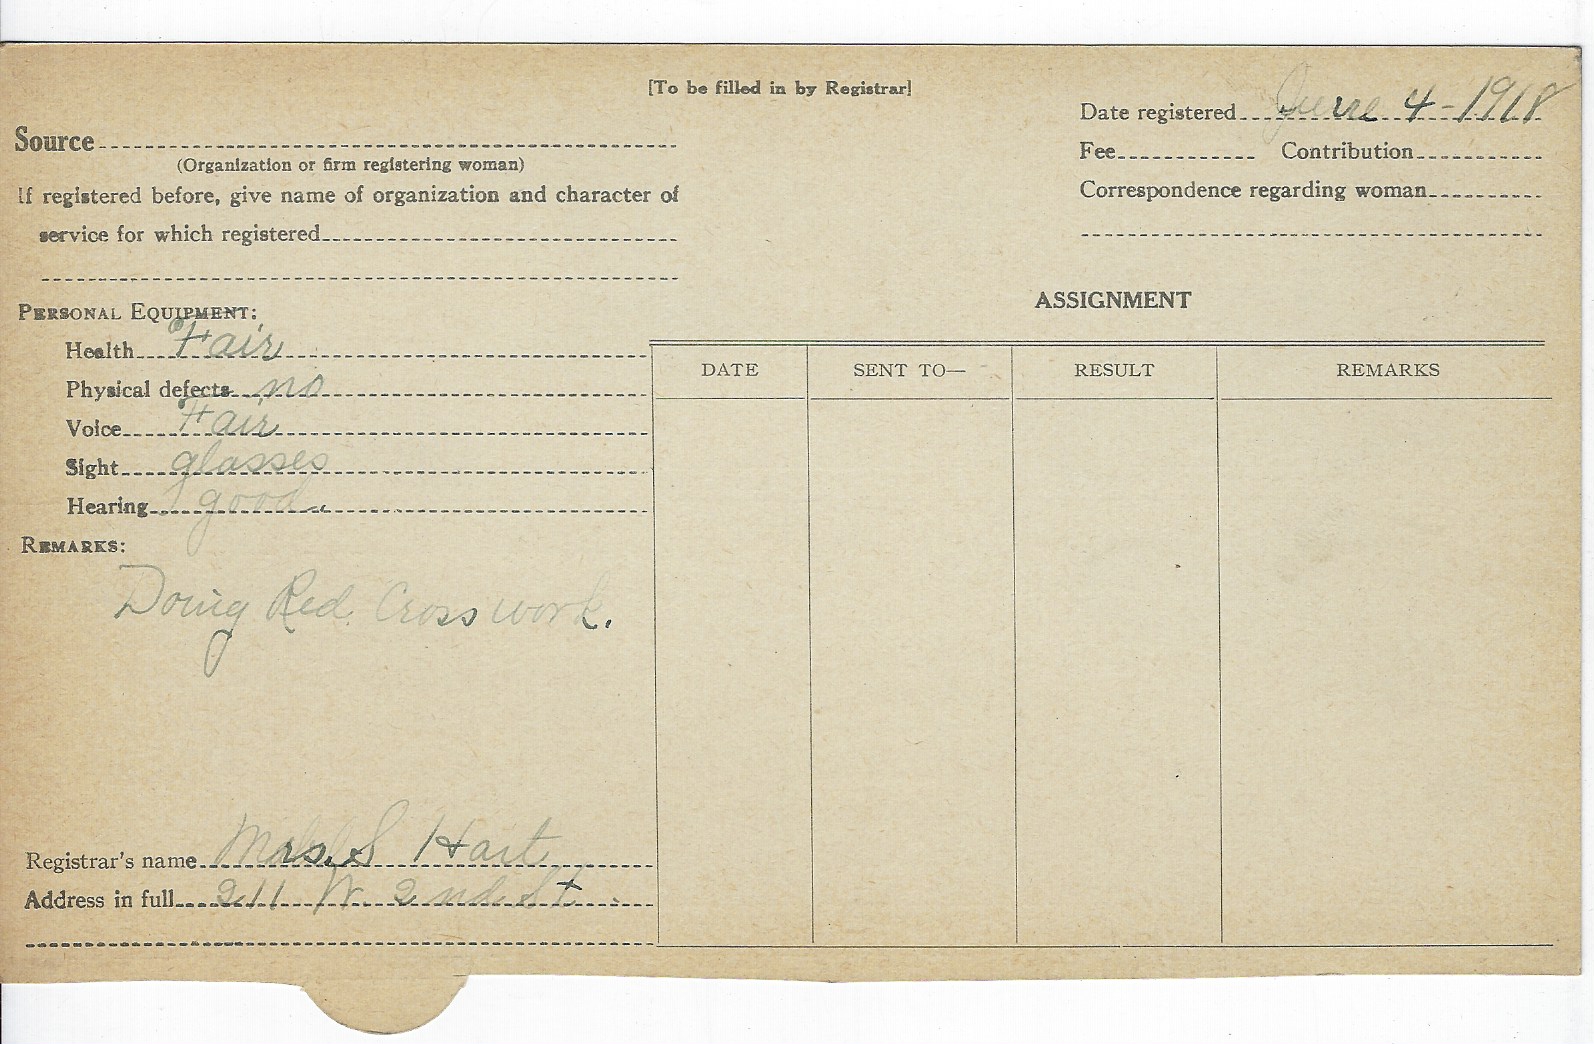 [To be filled in by Registrar]
Date registered June 4-1918
Source
(Organization or firm registering woman)
Fee Contribution
If registered before, give name of organization and character of
Correspondence regarding woman
service for which registered
PERSONAL EQUIPMENT:
Health Fair
Physical defects no
Voice Fair
Sight glasses
Hearing good.
REMARKS:
Doing Red Cross work.
Registrar's name Mrs. S Hart
Address in full 211 W. 2nd St.
ASSIGNMENT
DATE SENT TO— RESULT REMARKS